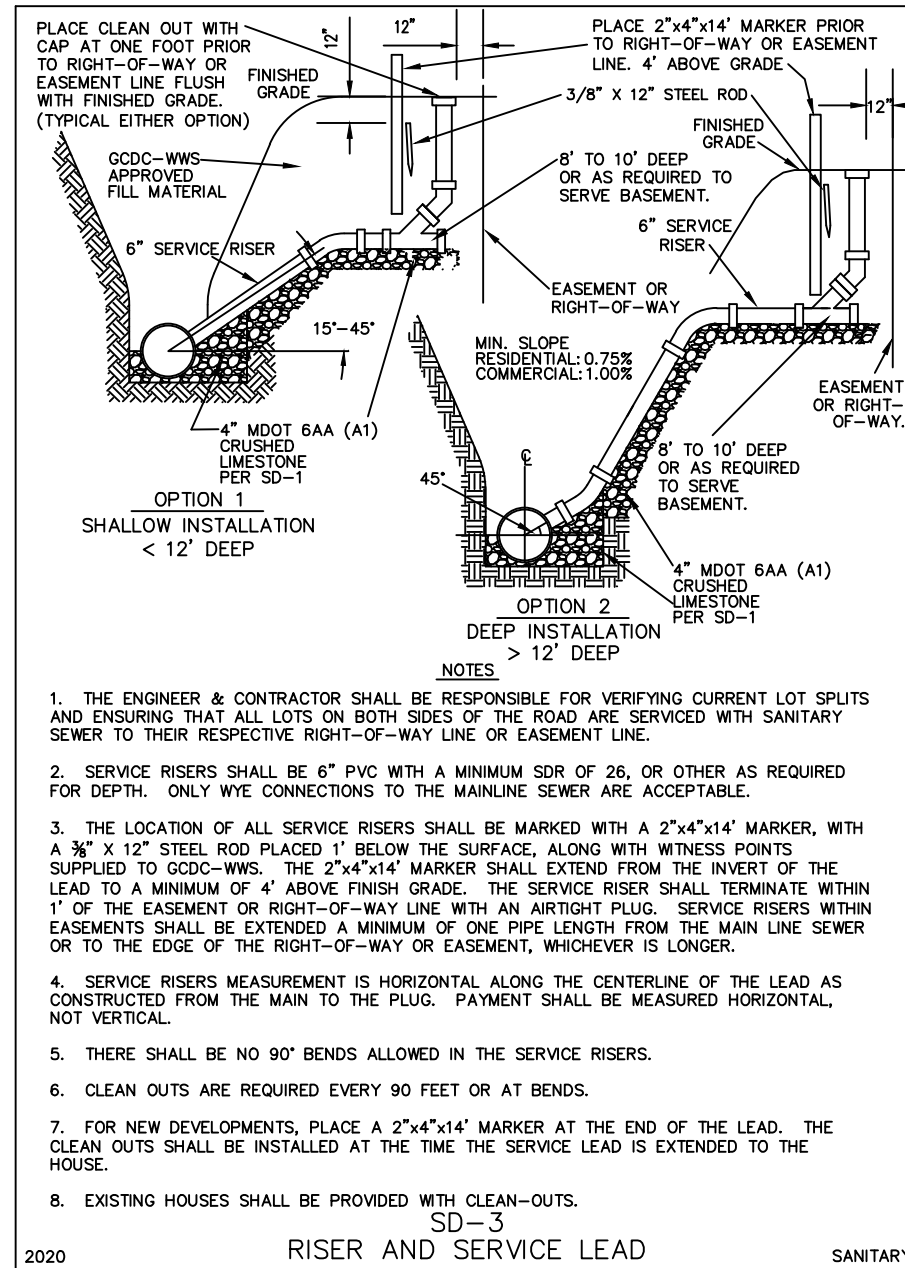 PLACE CLEAN OUT WITH
CAP AT ONE FOOT PRIOR
TO RIGHT-OF-WAY OR
EASEMENT LINE FLUSH
WITH FINISHED GRADE.
(TYPICAL EITHER OPTION)
FINISHED
GRADE
12"
12"
PLACE 2"x4"x14' MARKER PRIOR
TO RIGHT-OF-WAY OR EASEMENT
LINE. 4' ABOVE GRADE
3/8" X 12" STEEL ROD
12"
FINISHED
GRADE
GCDC-WWS
APPROVED
FILL MATERIAL
8' TO 10' DEEP
OR AS REQUIRED TO
SERVE BASEMENT.
6" SERVICE RISER
6" SERVICE
RISER
EASEMENT OR
RIGHT-OF-WAY
15°-45°
MIN. SLOPE
RESIDENTIAL: 0.75%
COMMERCIAL: 1.00%
EASEMENT
OR RIGHT-
OF-WAY.
4" MDOT 6AA (A1)
CRUSHED
LIMESTONE
PER SD-1
8' TO 10' DEEP
OR AS REQUIRED
TO SERVE
BASEMENT.
℄
45°
OPTION 1
SHALLOW INSTALLATION
< 12' DEEP
4" MDOT 6AA (A1)
CRUSHED
LIMESTONE
PER SD-1
OPTION 2
DEEP INSTALLATION
> 12' DEEP
NOTES
1. THE ENGINEER & CONTRACTOR SHALL BE RESPONSIBLE FOR VERIFYING CURRENT LOT SPLITS
AND ENSURING THAT ALL LOTS ON BOTH SIDES OF THE ROAD ARE SERVICED WITH SANITARY
SEWER TO THEIR RESPECTIVE RIGHT-OF-WAY LINE OR EASEMENT LINE.
2. SERVICE RISERS SHALL BE 6" PVC WITH A MINIMUM SDR OF 26, OR OTHER AS REQUIRED
FOR DEPTH. ONLY WYE CONNECTIONS TO THE MAINLINE SEWER ARE ACCEPTABLE.
3. THE LOCATION OF ALL SERVICE RISERS SHALL BE MARKED WITH A 2"x4"x14' MARKER, WITH
A ⅜" X 12" STEEL ROD PLACED 1' BELOW THE SURFACE, ALONG WITH WITNESS POINTS
SUPPLIED TO GCDC-WWS. THE 2"x4"x14' MARKER SHALL EXTEND FROM THE INVERT OF THE
LEAD TO A MINIMUM OF 4' ABOVE FINISH GRADE. THE SERVICE RISER SHALL TERMINATE WITHIN
1' OF THE EASEMENT OR RIGHT-OF-WAY LINE WITH AN AIRTIGHT PLUG. SERVICE RISERS WITHIN
EASEMENTS SHALL BE EXTENDED A MINIMUM OF ONE PIPE LENGTH FROM THE MAIN LINE SEWER
OR TO THE EDGE OF THE RIGHT-OF-WAY OR EASEMENT, WHICHEVER IS LONGER.
4. SERVICE RISERS MEASUREMENT IS HORIZONTAL ALONG THE CENTERLINE OF THE LEAD AS
CONSTRUCTED FROM THE MAIN TO THE PLUG. PAYMENT SHALL BE MEASURED HORIZONTAL,
NOT VERTICAL.
5. THERE SHALL BE NO 90° BENDS ALLOWED IN THE SERVICE RISERS.
6. CLEAN OUTS ARE REQUIRED EVERY 90 FEET OR AT BENDS.
7. FOR NEW DEVELOPMENTS, PLACE A 2"x4"x14' MARKER AT THE END OF THE LEAD. THE
CLEAN OUTS SHALL BE INSTALLED AT THE TIME THE SERVICE LEAD IS EXTENDED TO THE
HOUSE.
8. EXISTING HOUSES SHALL BE PROVIDED WITH CLEAN-OUTS.
SD-3
2020
RISER AND SERVICE LEAD
SANITARY